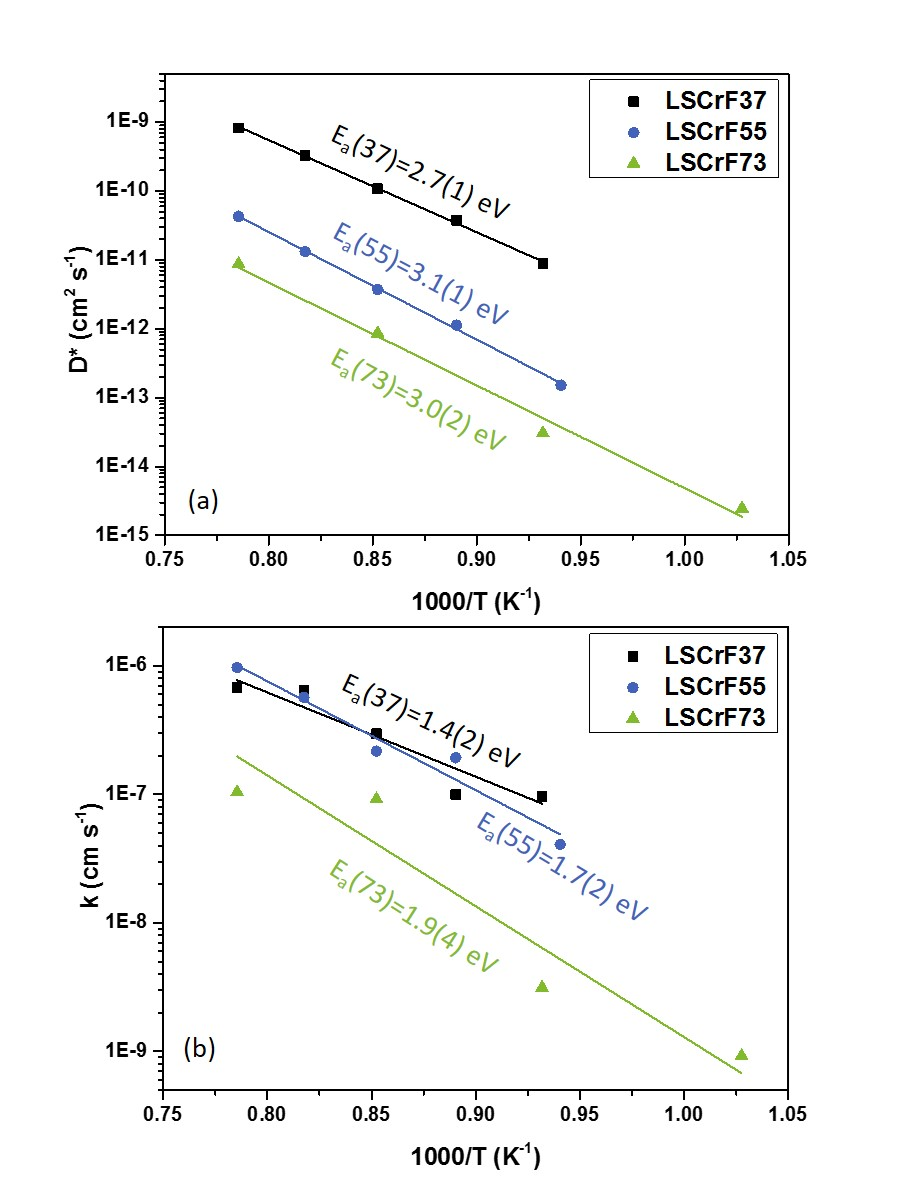 LSCrF37
LSCrF55
LSCrF73
Ea(37)=2.7(1) eV
Ea(55)=3.1(1) eV
Ea(73)=3.0(2) eV
1E-9
1E-10
1E-11
1E-12
1E-13
1E-14
1E-15
D* (cm2 s-1)
(a)
0.75 0.80 0.85 0.90 0.95 1.00 1.05
1000/T (K-1)
LSCrF37
LSCrF55
LSCrF73
Ea(37)=1.4(2) eV
Ea(55)=1.7(2) eV
Ea(73)=1.9(4) eV
1E-6
1E-7
1E-8
1E-9
k (cm s-1)
(b)
0.75 0.80 0.85 0.90 0.95 1.00 1.05
1000/T (K-1)